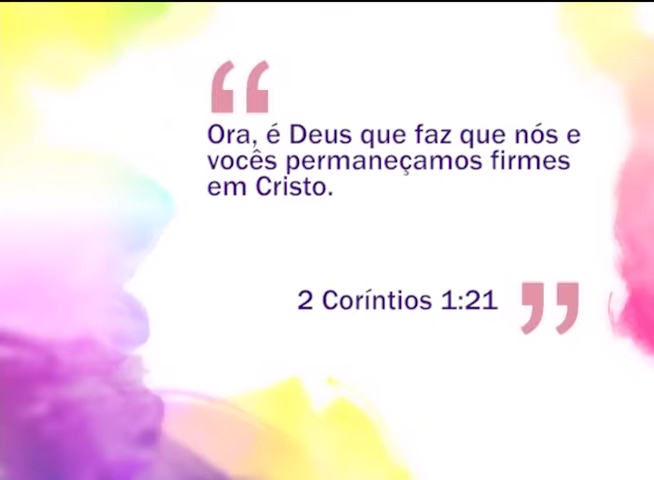 “
Ora, é Deus que faz que nós e
vocês permaneçamos firmes
em Cristo.
2 Coríntios 1:21 ”